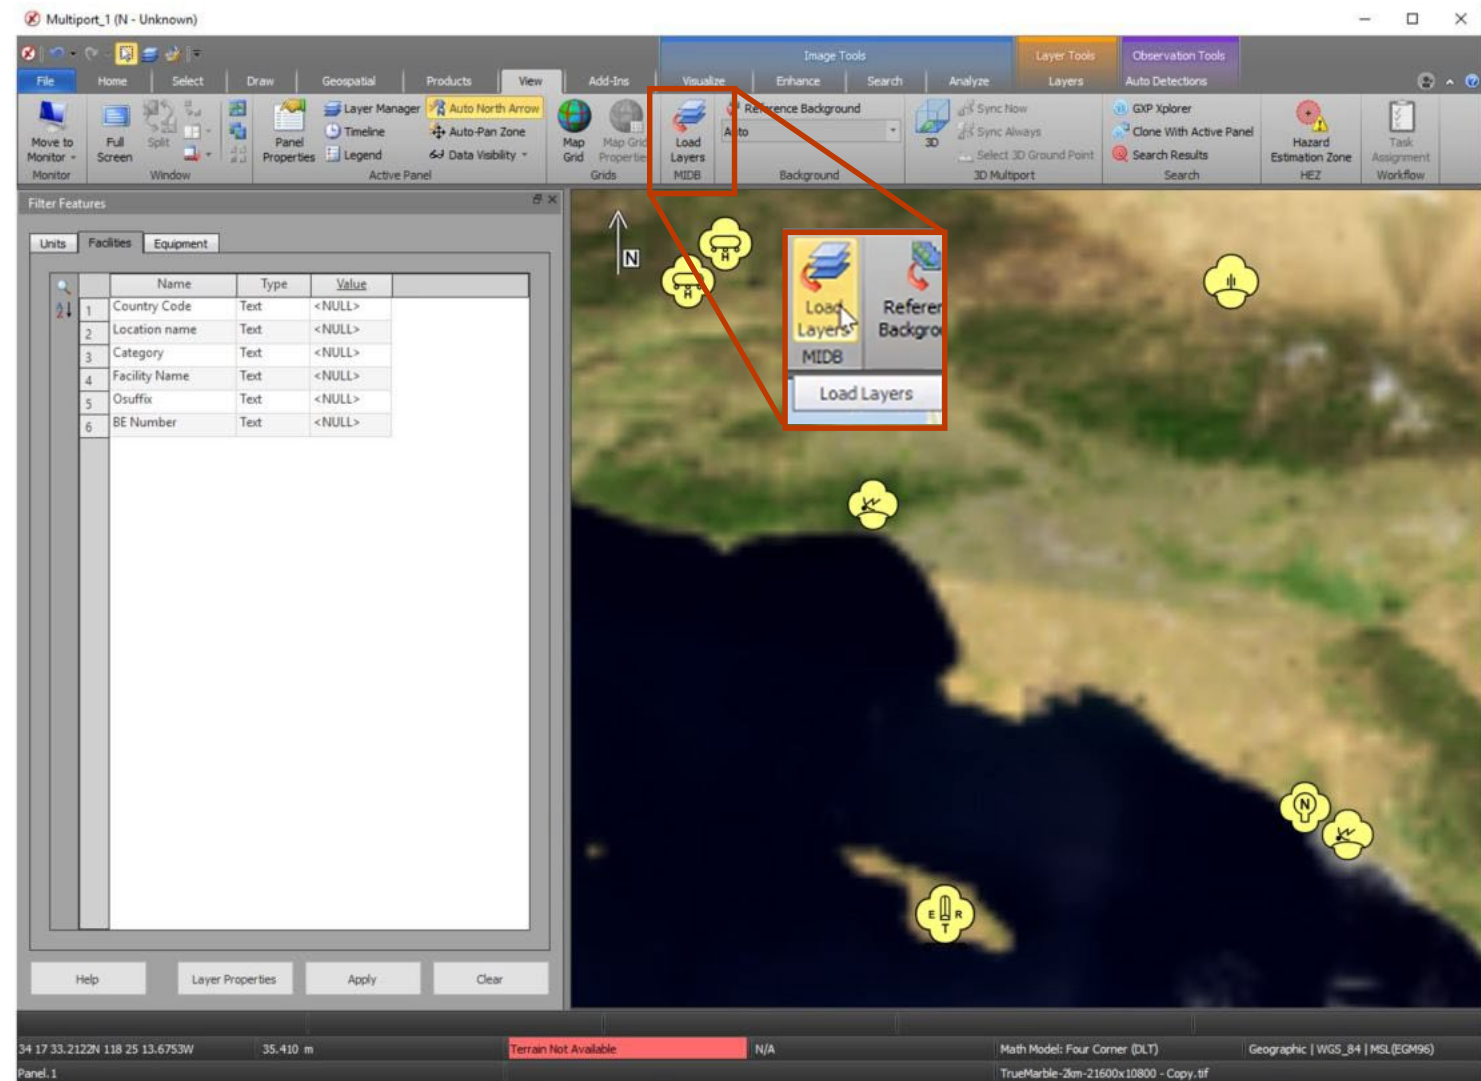 Multiport_1 (N - Unknown)
Image Tools
Layer Tools
Observation Tools
File
Home
Select
Draw
Geospatial
Products
View
Add-Ins
Visualize
Enhance
Search
Analyze
Layers
Auto Detections
Move to
Monitor
Monitor
Full
Screen
Split
Window
Panel
Properties
Layer Manager
Timeline
Legend
Auto North Arrow
Auto-Pan Zone
Data Visibility
Active Panel
Map
Grid
Map Grid
Propertie
Grids
Load
Layers
MIDB
Reference Background
Auto
Background
3D
Sync Now
Sync Always
Select 3D Ground Point
3D Multiport
GXP Xplorer
Clone With Active Panel
Search Results
Search
Hazard
Estimation Zone
HEZ
Task
Assignment
Workflow
Filter Features
Units
Facilities
Equipment
Name Type Value
1 Country Code Text <NULL>
2 Location name Text <NULL>
3 Category Text <NULL>
4 Facility Name Text <NULL>
5 Osuffix Text <NULL>
6 BE Number Text <NULL>
Help
Layer Properties
Apply
Clear
N
H
H
Load
Layers
MIDB
Referer
Backgro
Load Layers
N
E R
T
34 17 33.2122N 118 25 13.6753W
35.410 m
Terrain Not Available
N/A
Math Model: Four Corner (DLT)
Geographic | WGS_84 | MSL(EGM96)
Panel.1
TrueMarble-2km-21600x10800 - Copy.tif